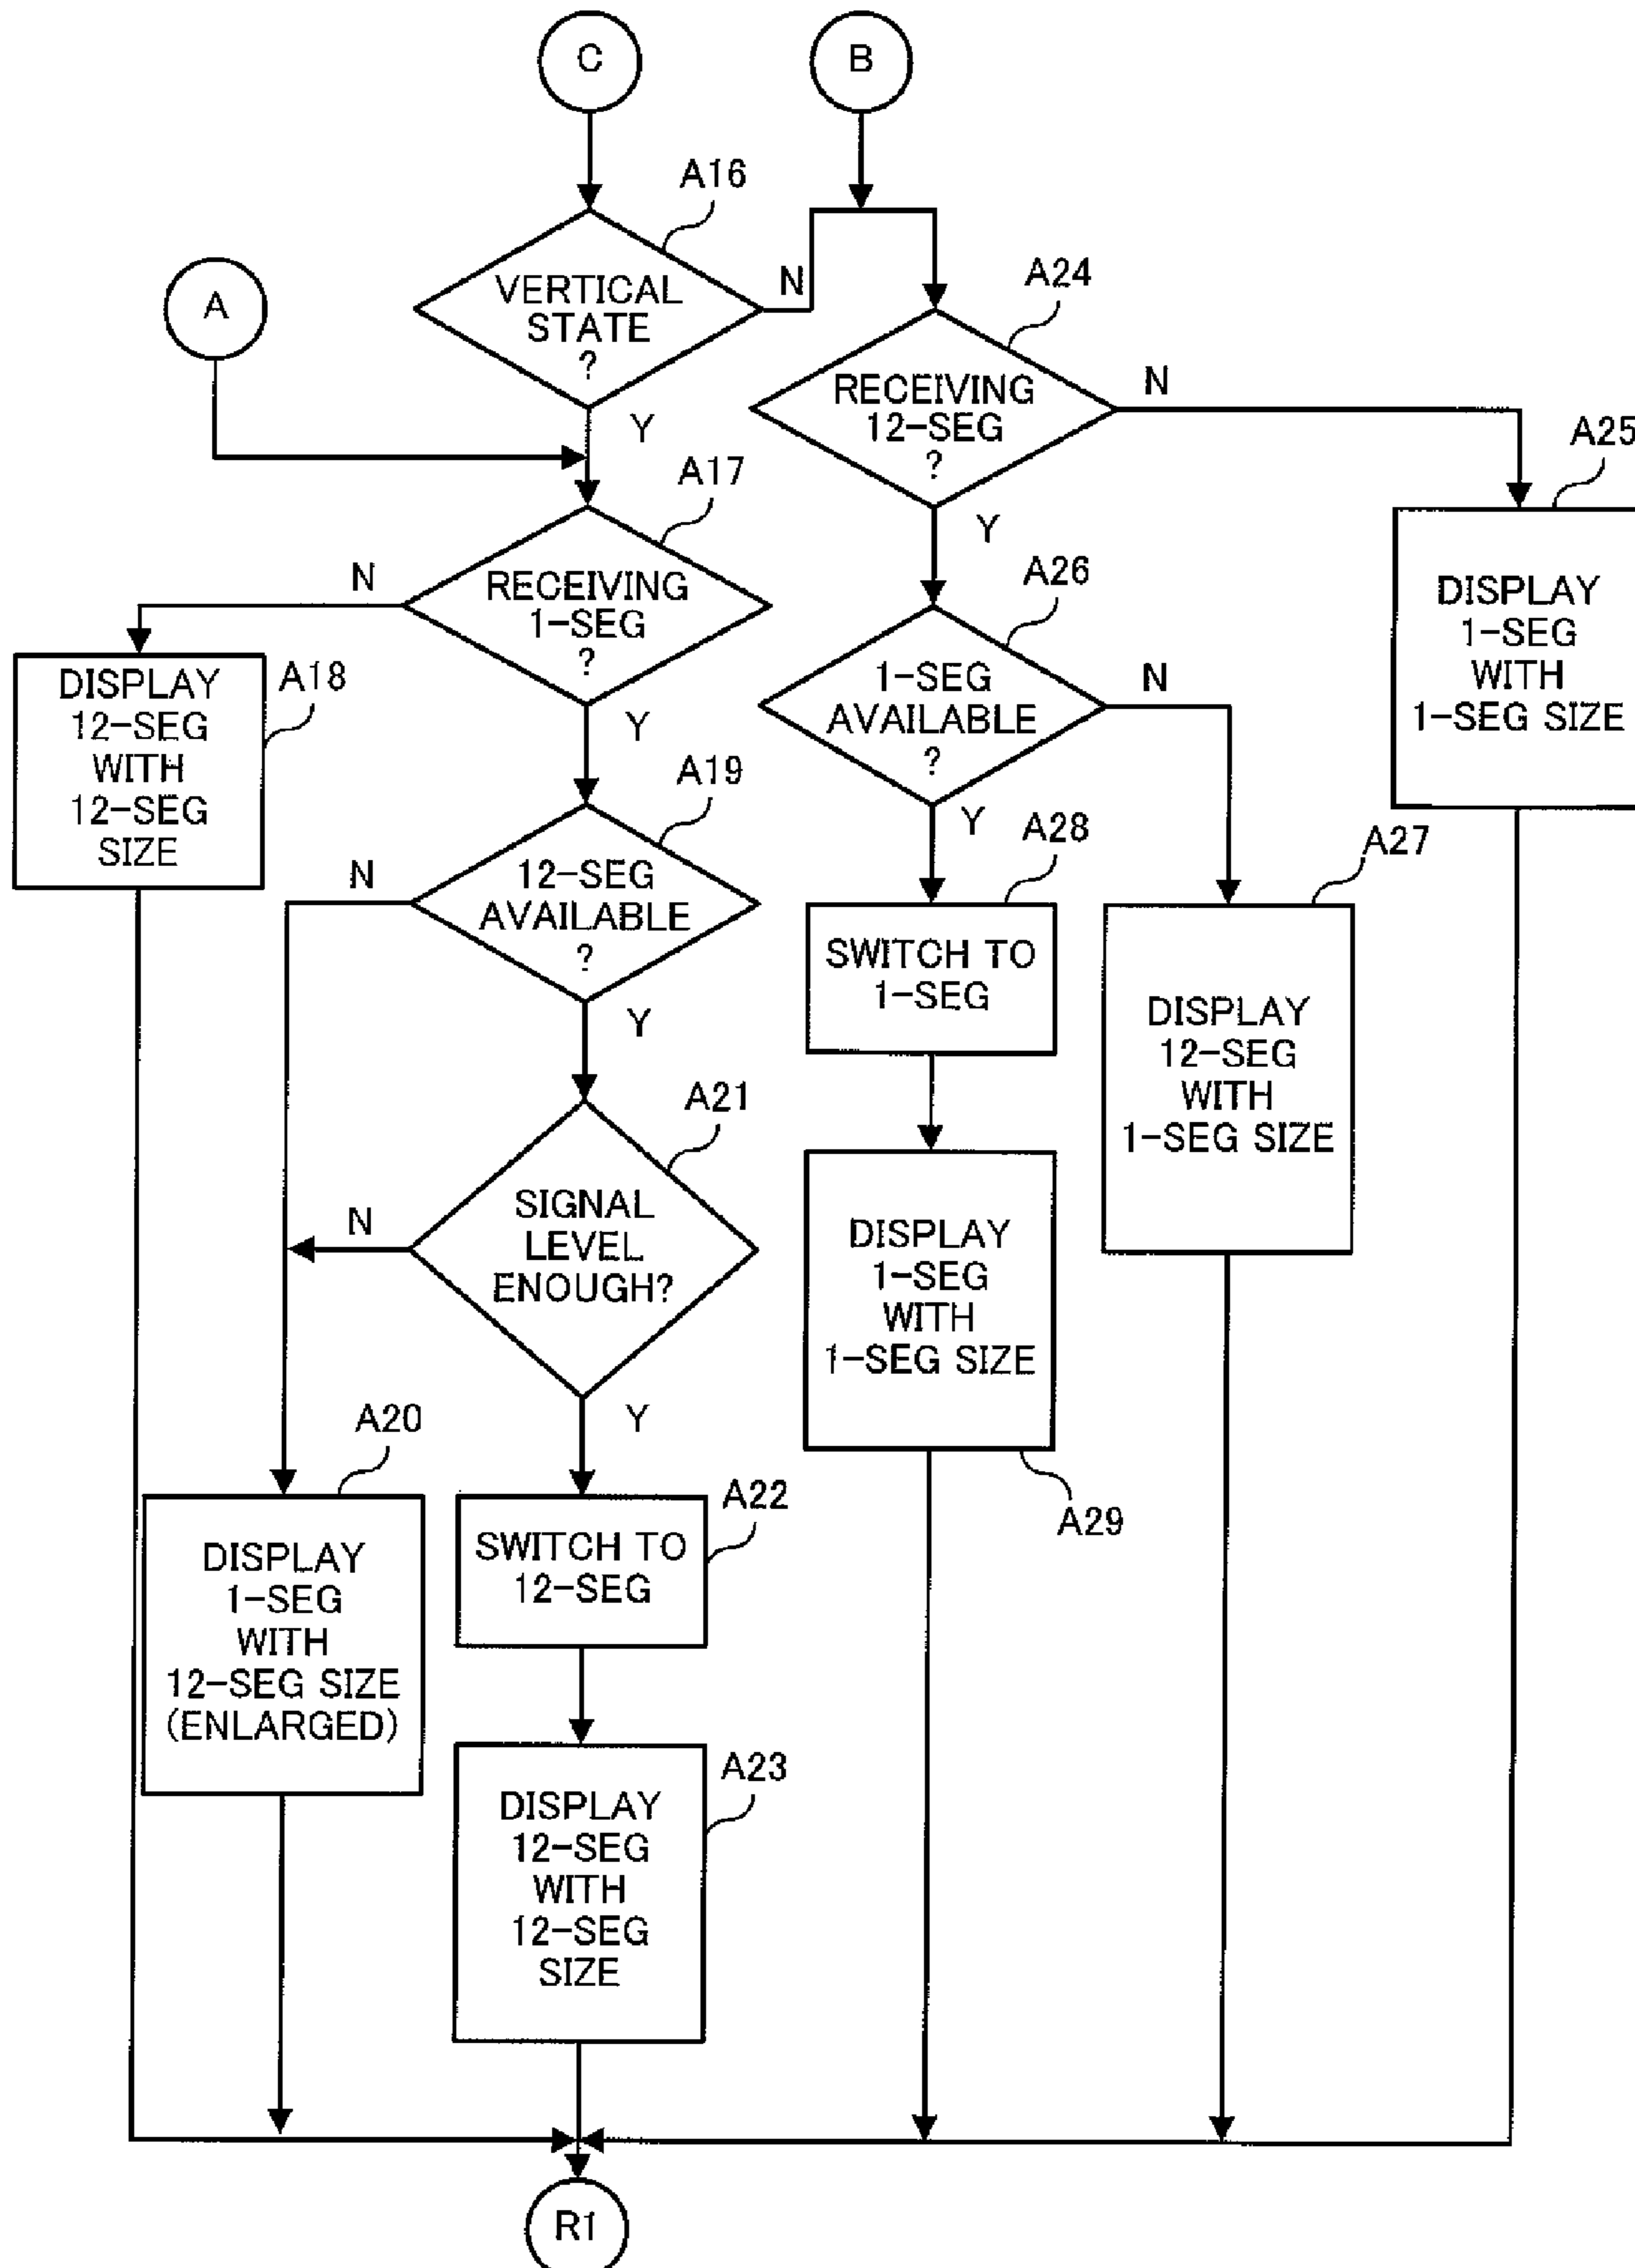 C
B
A16
A
VERTICAL
STATE
?
N
Y
A24
RECEIVING
12-SEG
?
N
Y
A25
DISPLAY
1-SEG
WITH
1-SEG SIZE
A17
RECEIVING
1-SEG
?
N
Y
A18
DISPLAY
12-SEG
WITH
12-SEG
SIZE
A26
1-SEG
AVAILABLE
?
N
Y
A19
12-SEG
AVAILABLE
?
N
Y
A28
SWITCH TO
1-SEG
A27
DISPLAY
12-SEG
WITH
1-SEG SIZE
A21
SIGNAL
LEVEL
ENOUGH?
N
Y
DISPLAY
1-SEG
WITH
1-SEG SIZE
A29
A20
DISPLAY
1-SEG
WITH
12-SEG SIZE
(ENLARGED)
A22
SWITCH TO
12-SEG
A23
DISPLAY
12-SEG
WITH
12-SEG
SIZE
R1